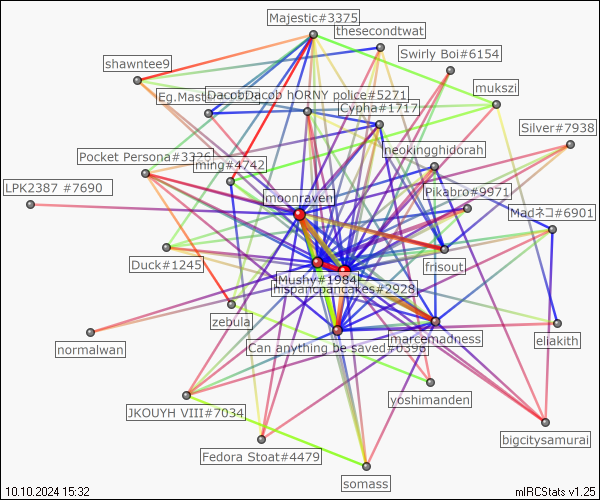 Majestic#3375
thesecondtwat
Swirly Boi#6154
shawntee9
mukszi
Eg.Mast
DacobDacob hORNY police#5271
Cypha#1717
Silver#7938
neokingghidorah
Pocket Persona#3326
ming#4742
LPK2387 #7690
Pikabro#9971
moonraven
Madネコ#6901
Duck#1245
frisout
Mushy#1984
hispanicpancakes#2928
zebula
eliakith
marcemadness
normalwan
Can anything be saved#0396
yoshimanden
JKOUYH VIII#7034
bigcitysamurai
Fedora Stoat#4479
somass
10.10.2024 15:32
mIRCStats v1.25